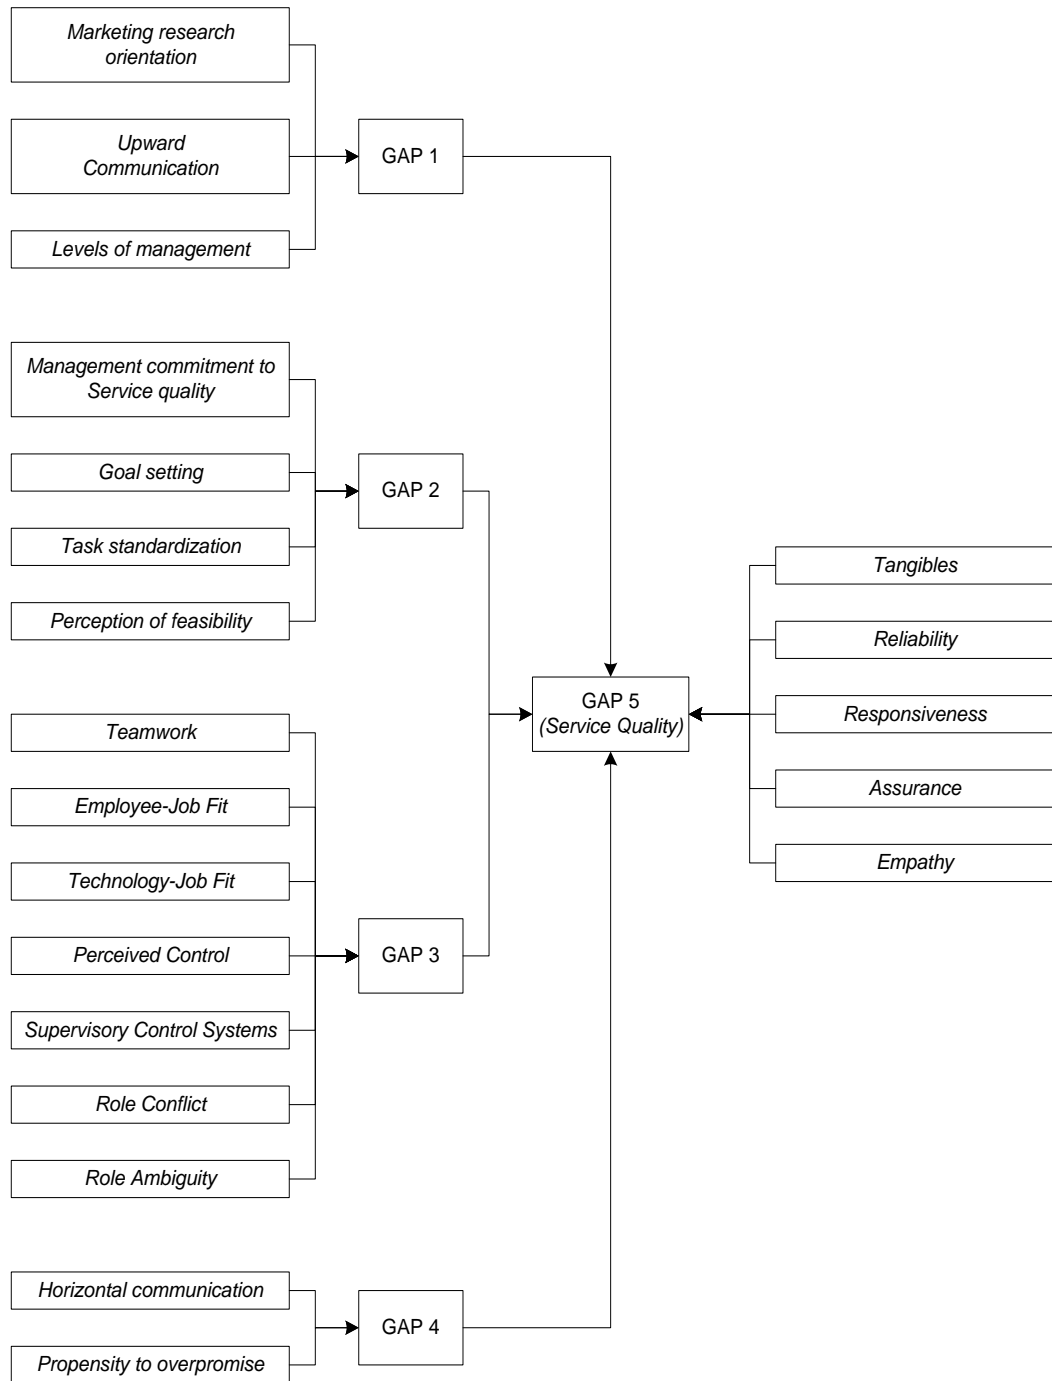 Marketing research
orientation
Upward
Communication
GAP 1
Levels of management
Management commitment to
Service quality
Goal setting
GAP 2
Task standardization
Perception of feasibility
Teamwork
Employee-Job Fit
Technology-Job Fit
Perceived Control
GAP 3
Supervisory Control Systems
Role Conflict
Role Ambiguity
Horizontal communication
GAP 4
Propensity to overpromise
GAP 5
(Service Quality)
Tangibles
Reliability
Responsiveness
Assurance
Empathy